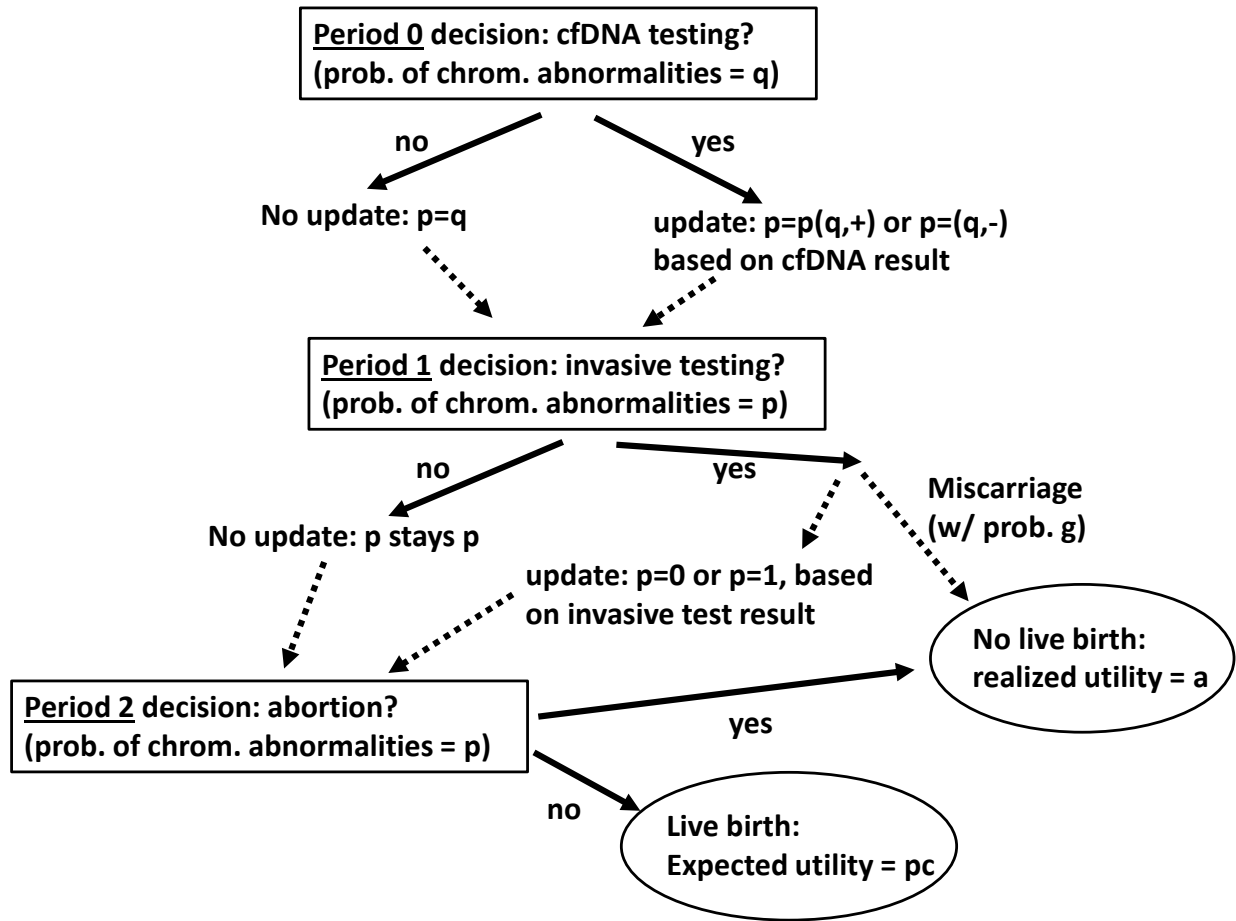 Period 0 decision: cfDNA testing?
(prob. of chrom. abnormalities = q)
no
yes
No update: p=q
update: p=p(q,+) or p=(q,-)
based on cfDNA result
Period 1 decision: invasive testing?
(prob. of chrom. abnormalities = p)
no
yes
Miscarriage
(w/ prob. g)
No update: p stays p
update: p=0 or p=1, based
on invasive test result
No live birth:
realized utility = a
Period 2 decision: abortion?
(prob. of chrom. abnormalities = p)
yes
no
Live birth:
Expected utility = pc